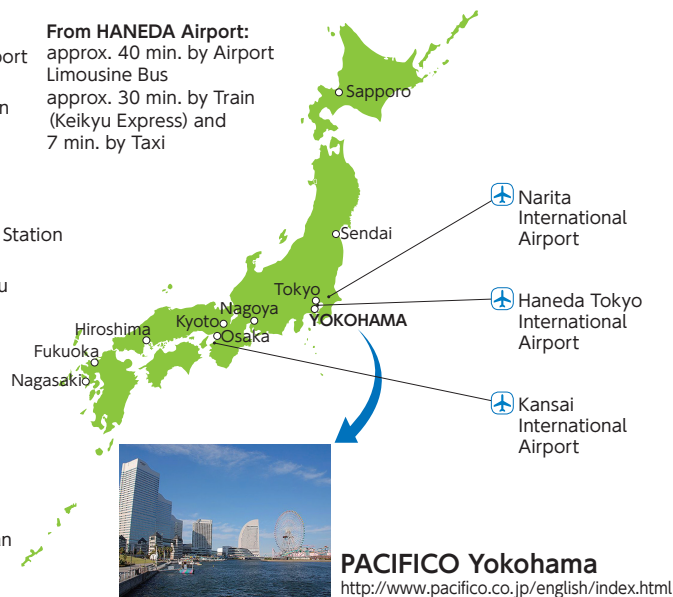 From HANEDA Airport:
approx. 40 min. by Airport
Limousine Bus
approx. 30 min. by Train
(Keikyu Express) and
7 min. by Taxi
Station
Sapporo
Sendai
Tokyo
YOKOHAMA
Nagoya
Kyoto
Osaka
Hiroshima
Fukuoka
Nagasaki
Narita
International
Airport
Haneda Tokyo
International
Airport
Kansai
International
Airport
PACIFICO Yokohama
http://www.pacifico.co.jp/english/index.html